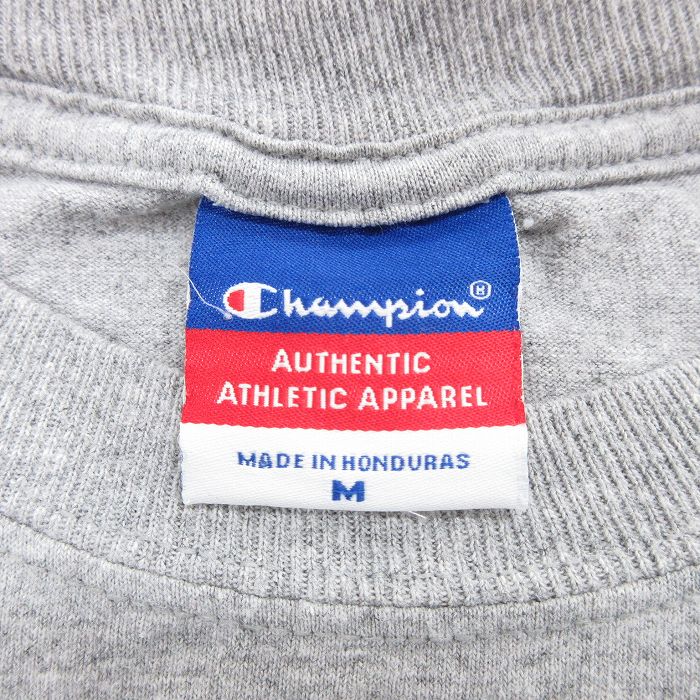 Champion®
AUTHENTIC
ATHLETIC APPAREL
MADE IN HONDURAS
M